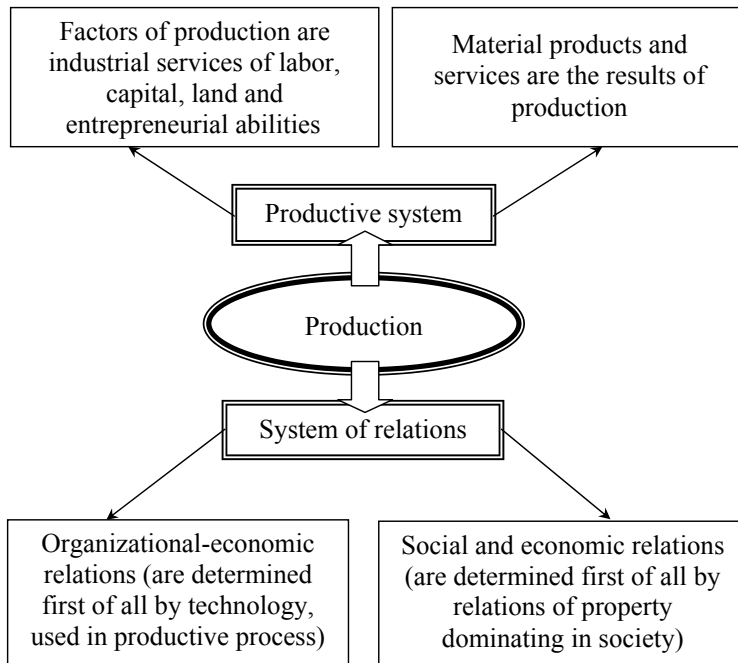 Factors of production are
industrial services of labor,
capital, land and
entrepreneurial abilities
Material products and
services are the results of
production
Productive system
Production
System of relations
Organizational-economic
relations (are determined
first of all by technology,
used in productive process)
Social and economic relations
(are determined first of all by
relations of property
dominating in society)